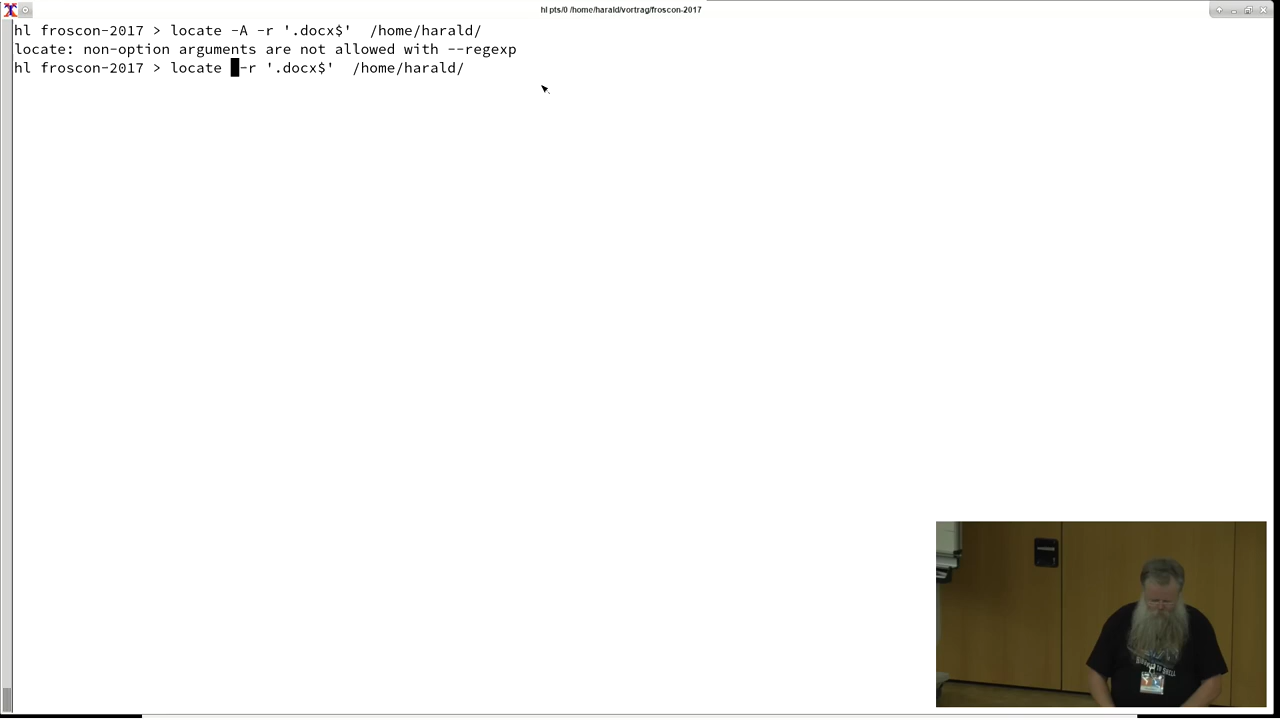 hl pts/0 /home/harald/vortrag/froscon-2017
hl froscon-2017 > locate -A -r '.docx$'  /home/harald/
locate: non-option arguments are not allowed with --regexp
hl froscon-2017 > locate -r '.docx$'  /home/harald/